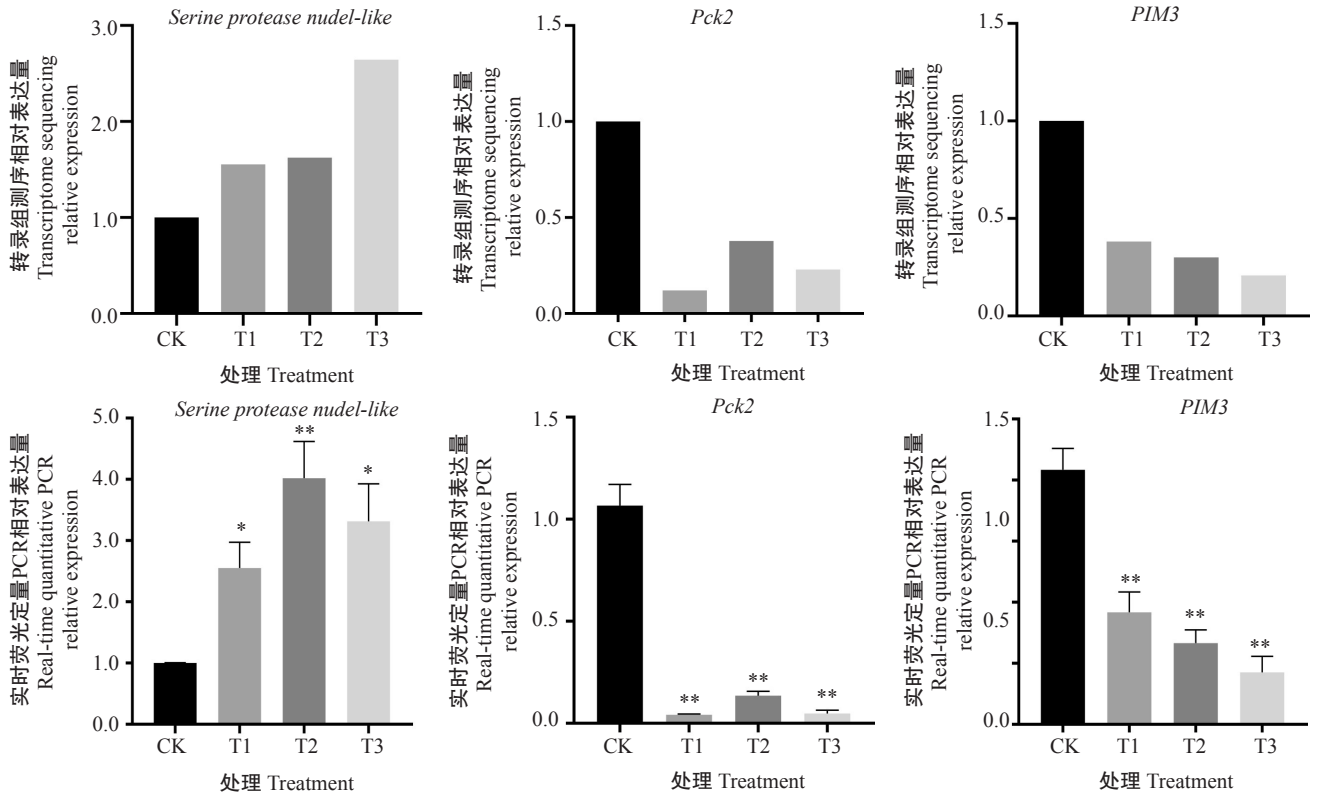 Serine protease nudel-like
转录组测序相对表达量
Transcriptome sequencing
relative expression
3.0
2.0
1.0
0.0
CK T1 T2 T3
处理 Treatment
Pck2
转录组测序相对表达量
Transcriptome sequencing
relative expression
1.5
1.0
0.5
0.0
CK T1 T2 T3
处理 Treatment
PIM3
转录组测序相对表达量
Transcriptome sequencing
relative expression
1.5
1.0
0.5
0.0
CK T1 T2 T3
处理 Treatment
Serine protease nudel-like
实时荧光定量PCR相对表达量
Real-time quantitative PCR
relative expression
5.0
4.0
3.0
2.0
1.0
0.0
*
**
*
CK T1 T2 T3
处理 Treatment
Pck2
实时荧光定量PCR相对表达量
Real-time quantitative PCR
relative expression
1.5
1.0
0.5
0.0
** ** **
CK T1 T2 T3
处理 Treatment
PIM3
实时荧光定量PCR相对表达量
Real-time quantitative PCR
relative expression
1.5
1.0
0.5
0.0
**
**
**
CK T1 T2 T3
处理 Treatment